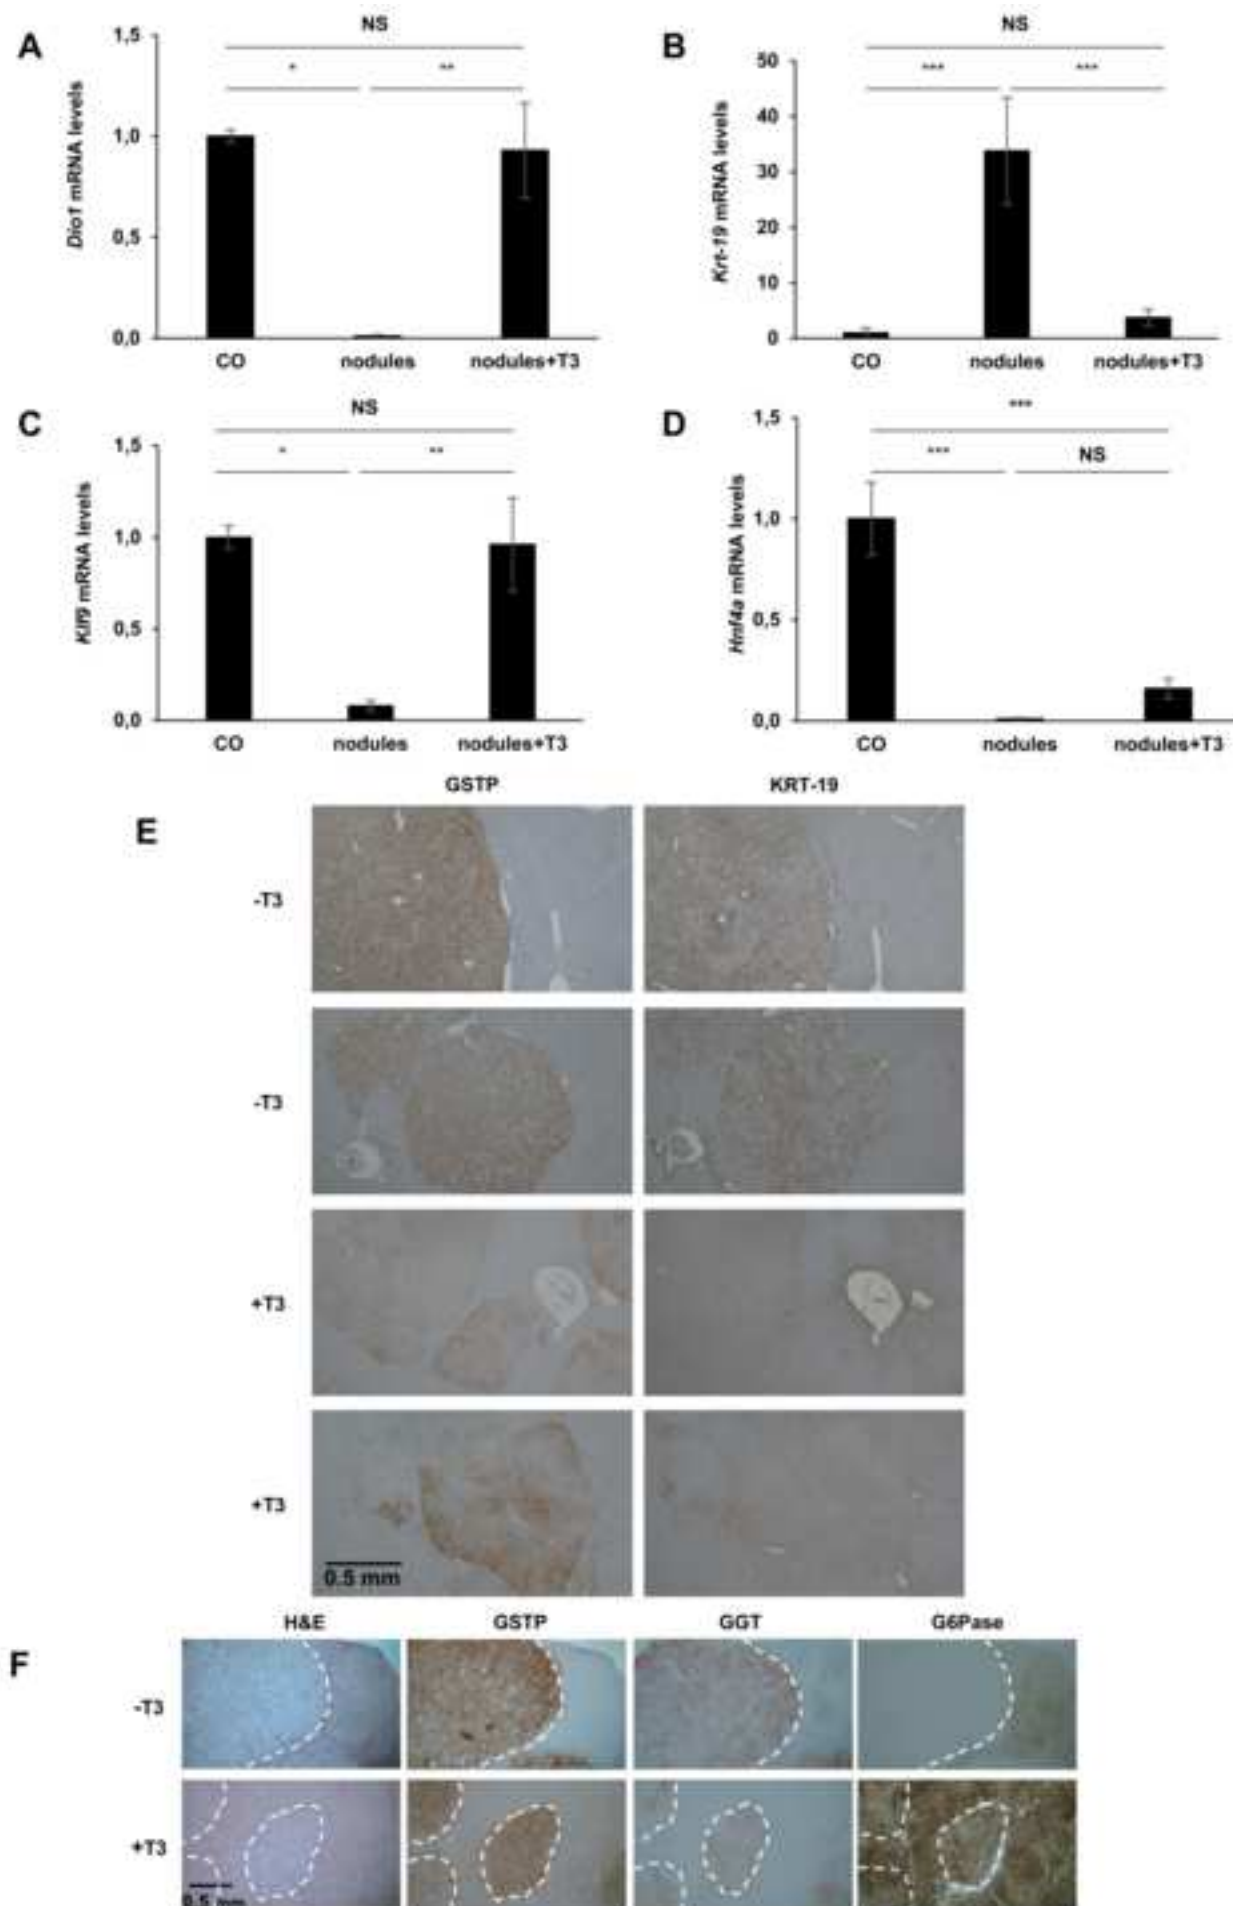 A
NS
*
**
1,5
1,0
0,5
0,0
Dio1 mRNA levels
CO
nodules
nodules+T3
B
NS
***
***
50
40
30
20
10
0
Krt-19 mRNA levels
CO
nodules
nodules+T3
C
NS
*
**
1,5
1,0
0,5
0,0
Klf9 mRNA levels
CO
nodules
nodules+T3
D
***
***
NS
1,5
1,0
0,5
0,0
Hnf4a mRNA levels
CO
nodules
nodules+T3
E
GSTP
KRT-19
-T3
-T3
+T3
+T3
0.5 mm
F
H&E
GSTP
GGT
G6Pase
-T3
+T3
0.5 mm